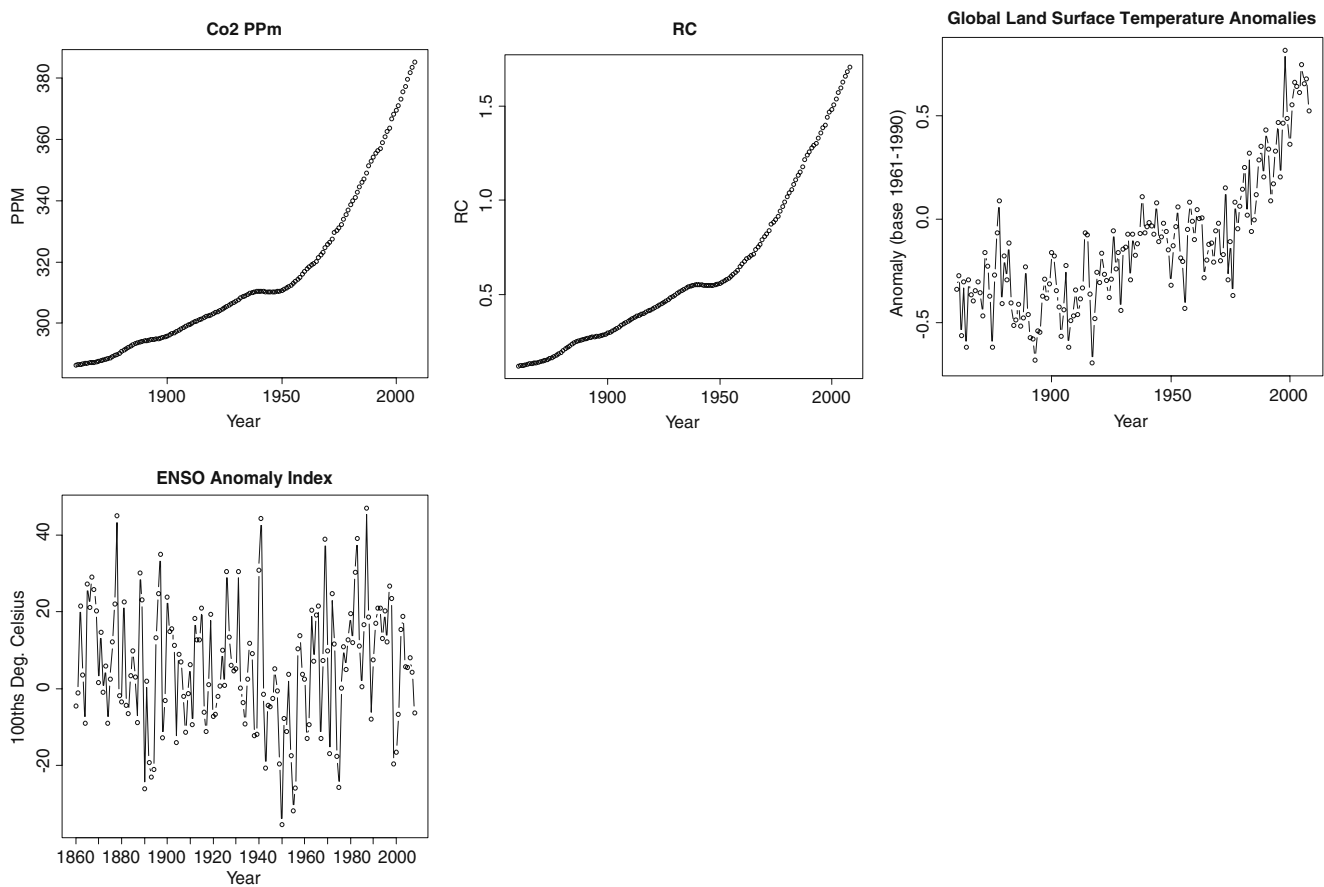 Co2 PPm
PPM
380
360
340
320
300
1900 1950 2000
Year
RC
RC
1.5
1.0
0.5
1900 1950 2000
Year
Global Land Surface Temperature Anomalies
Anomaly (base 1961-1990)
0.5
0.0
-0.5
1900 1950 2000
Year
ENSO Anomaly Index
100ths Deg. Celsius
40
20
0
-20
1860 1880 1900 1920 1940 1960 1980 2000
Year